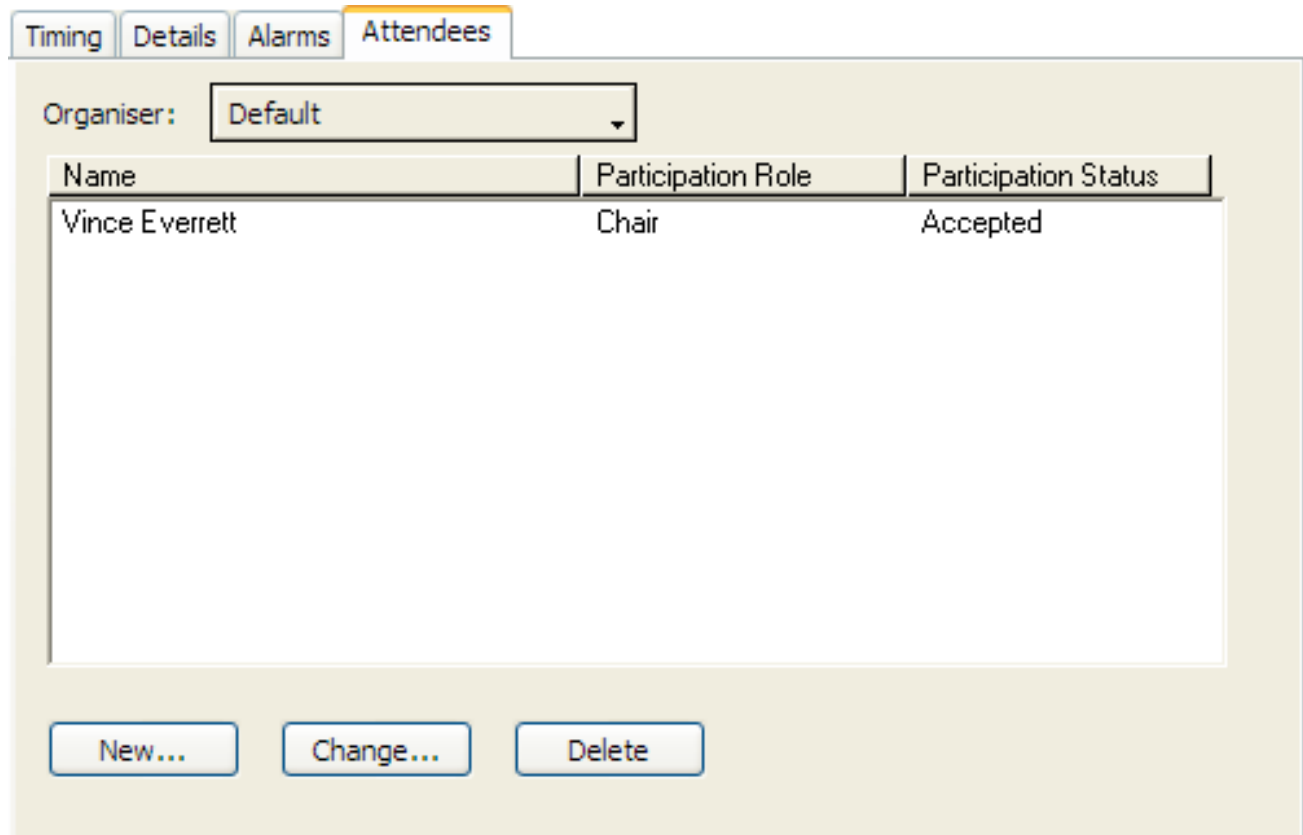 Timing Details Alarms Attendees
Organiser: Default
Name Participation Role Participation Status
Vince Everrett Chair Accepted
New... Change... Delete